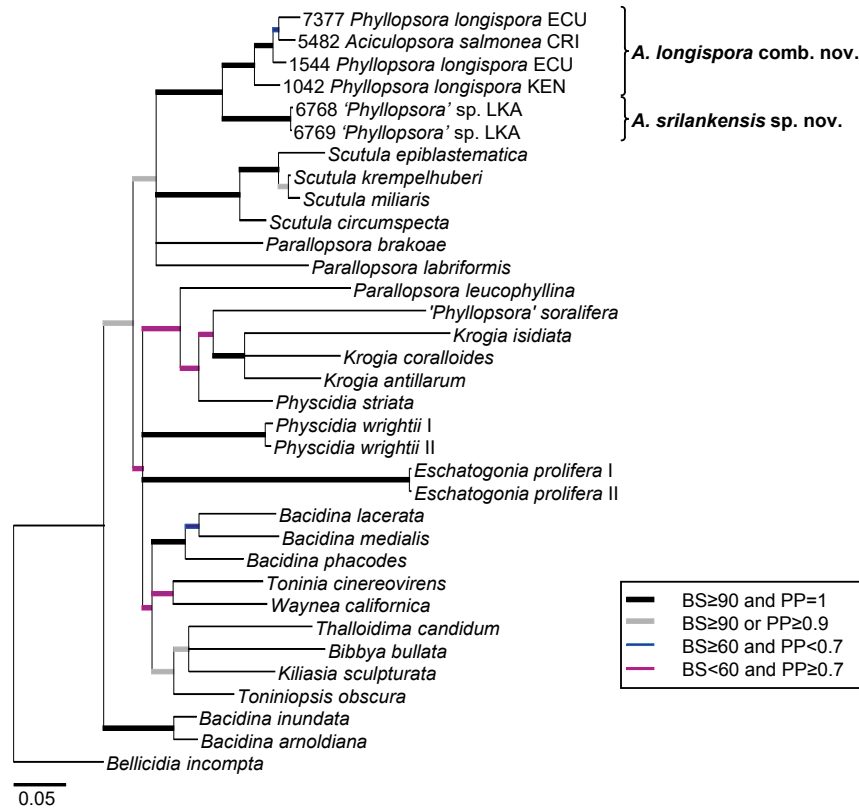 7377 Phyllopsora longispora ECU
5482 Aciculopsora salmonea CRI
1544 Phyllopsora longispora ECU
1042 Phyllopsora longispora KEN
A. longispora comb. nov.
6768 ‘Phyllopsora’ sp. LKA
6769 ‘Phyllopsora’ sp. LKA
A. srilankensis sp. nov.
Scutula epiblastematica
Scutula krempelhuberi
Scutula miliaris
Scutula circumspecta
Parallopsora brakoae
Parallopsora labriformis
Parallopsora leucophyllina
'Phyllopsora' soralifera
Krogia isidiata
Krogia coralloides
Krogia antillarum
Physcidia striata
Physcidia wrightii I
Physcidia wrightii II
Eschatogonia prolifera I
Eschatogonia prolifera II
Bacidina lacerata
Bacidina medialis
Bacidina phacodes
Toninia cinereovirens
Waynea californica
Thalloidima candidum
Bibbya bullata
Kiliasia sculpturata
Toniniopsis obscura
Bacidina inundata
Bacidina arnoldiana
Bellicidia incompta
BS≥90 and PP=1
BS≥90 or PP≥0.9
BS≥60 and PP<0.7
BS<60 and PP≥0.7
0.05